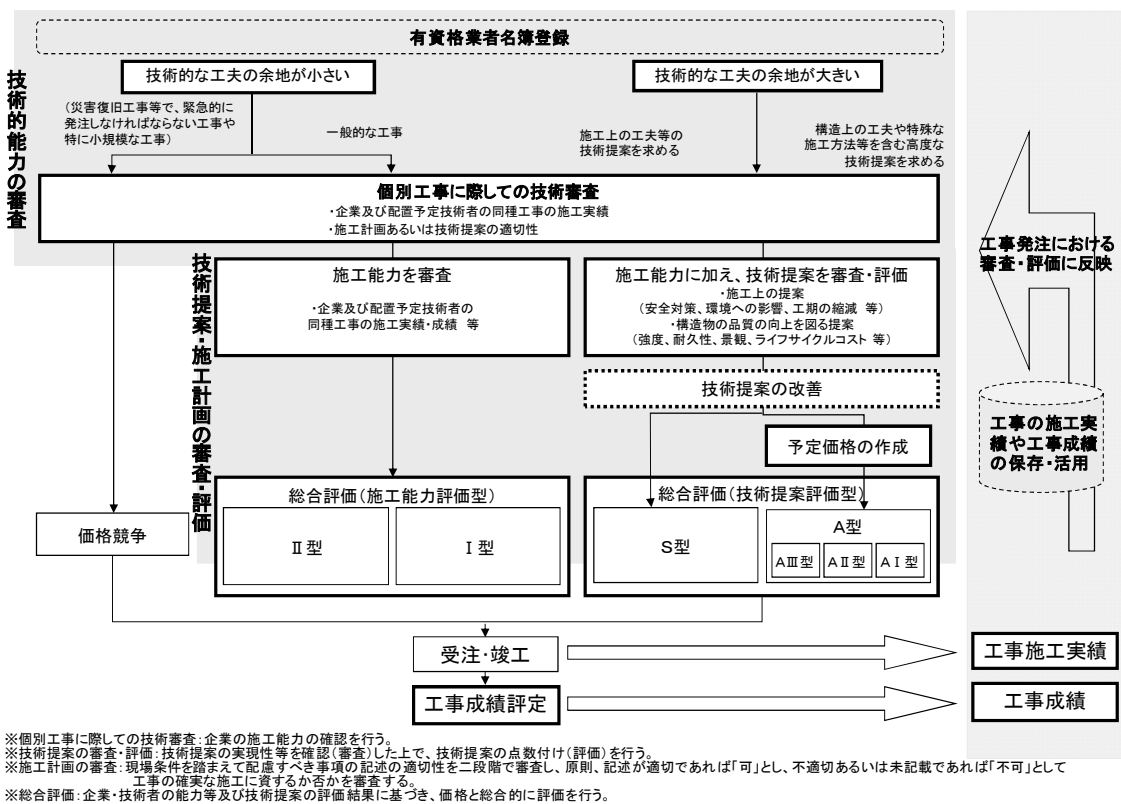 有資格業者名簿登録
技術的能力の審査
技術的な工夫の余地が小さい
技術的な工夫の余地が大きい
(災害復旧工事等で、緊急的に
発注しなければならない工事や
特に小規模な工事)
一般的な工事
施工上の工夫等の
技術提案を求める
構造上の工夫や特殊な
施工方法等を含む高度な
技術提案を求める
個別工事に際しての技術審査
・企業及び配置予定技術者の同種工事の施工実績
・施工計画あるいは技術提案の適切性
工事発注における
審査・評価に反映
技術提案・施工計画の審査・評価
施工能力を審査
・企業及び配置予定技術者の
同種工事の施工実績・成績 等
施工能力に加え、技術提案を審査・評価
・施工上の提案
(安全対策、環境への影響、工期の縮減 等)
・構造物の品質の向上を図る提案
(強度、耐久性、景観、ライフサイクルコスト 等)
技術提案の改善
予定価格の作成
工事の施工実
績や工事成績
の保存・活用
価格競争
総合評価(施工能力評価型)
Ⅱ型
Ⅰ型
総合評価(技術提案評価型)
S型
A型
AⅢ型
AⅡ型
AⅠ型
受注・竣工
工事施工実績
工事成績評定
工事成績
※個別工事に際しての技術審査:企業の施工能力の確認を行う。
※技術提案の審査・評価:技術提案の実現性等を確認(審査)した上で、技術提案の点数付け(評価)を行う。
※施工計画の審査:現場条件を踏まえて配慮すべき事項の記述の適切性を二段階で審査し、原則、記述が適切であれば「可」とし、不適切あるいは未記載であれば「不可」として
工事の確実な施工に資するか否かを審査する。
※総合評価:企業・技術者の能力等及び技術提案の評価結果に基づき、価格と総合的に評価を行う。